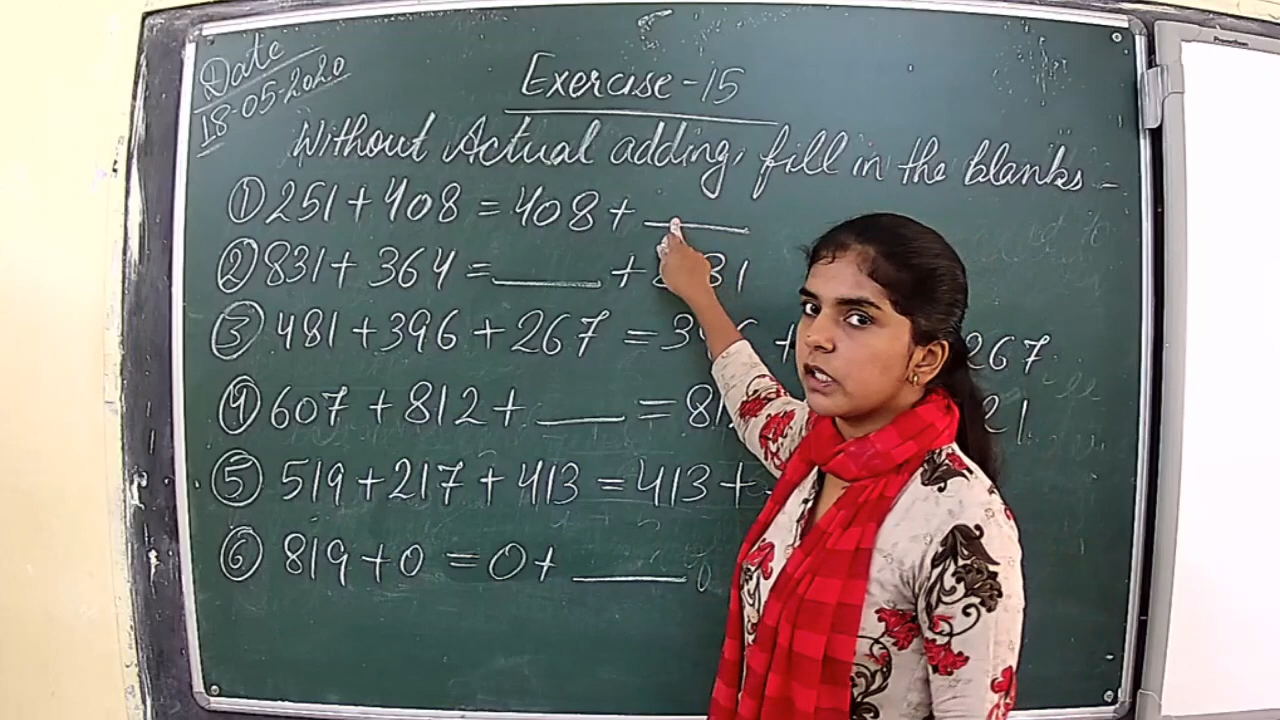 Date
18-05-2020
Exercise-15
Without Actual adding, fill in the blanks -
① 251 + 408 = 408 + ____
② 831 + 364 = ____ + 831
③ 481 + 396 + 267 = 396 + 267
④ 607 + 812 + ____ = 812 21
⑤ 519 + 217 + 413 = 413 +
⑥ 819 + 0 = 0 + ____